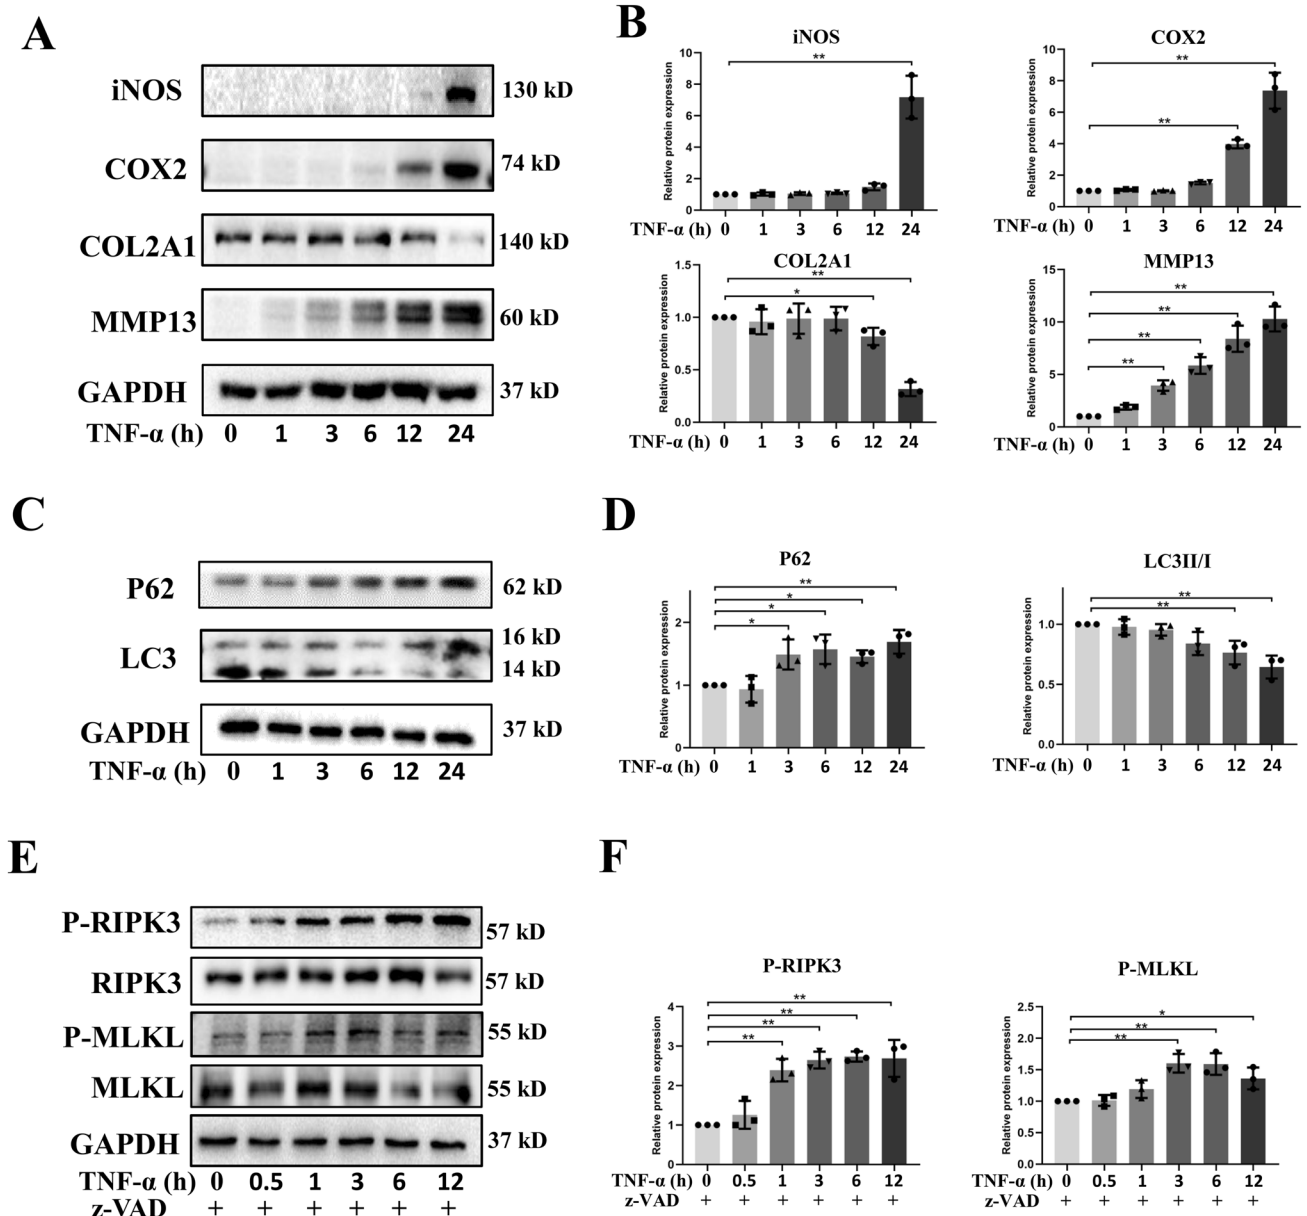 A
iNOS
130 kD
COX2
74 kD
COL2A1
140 kD
MMP13
60 kD
GAPDH
37 kD
TNF-α (h) 0 1 3 6 12 24
B
iNOS
Relative protein expression
10
8
6
4
2
0
**
TNF-α (h) 0 1 3 6 12 24
COX2
Relative protein expression
10
8
6
4
2
0
**
**
TNF-α (h) 0 1 3 6 12 24
COL2A1
Relative protein expression
1.5
1.0
0.5
0.0
**
*
TNF-α (h) 0 1 3 6 12 24
MMP13
Relative protein expression
15
10
5
0
**
**
**
**
TNF-α (h) 0 1 3 6 12 24
C
P62
62 kD
LC3
16 kD
14 kD
GAPDH
37 kD
TNF-α (h) 0 1 3 6 12 24
D
P62
Relative protein expression
2
1
0
**
*
*
*
TNF-α (h) 0 1 3 6 12 24
LC3II/I
Relative protein expression
1.0
0.5
0.0
**
**
TNF-α (h) 0 1 3 6 12 24
E
P-RIPK3
57 kD
RIPK3
57 kD
P-MLKL
55 kD
MLKL
55 kD
GAPDH
37 kD
TNF-α (h) 0 0.5 1 3 6 12
z-VAD + + + + + +
F
P-RIPK3
Relative protein expression
4
3
2
1
0
**
**
**
**
TNF-α (h) 0 0.5 1 3 6 12
z-VAD + + + + + +
P-MLKL
Relative protein expression
2.5
2.0
1.5
1.0
0.5
0.0
*
**
**
TNF-α (h) 0 0.5 1 3 6 12
z-VAD + + + + + +